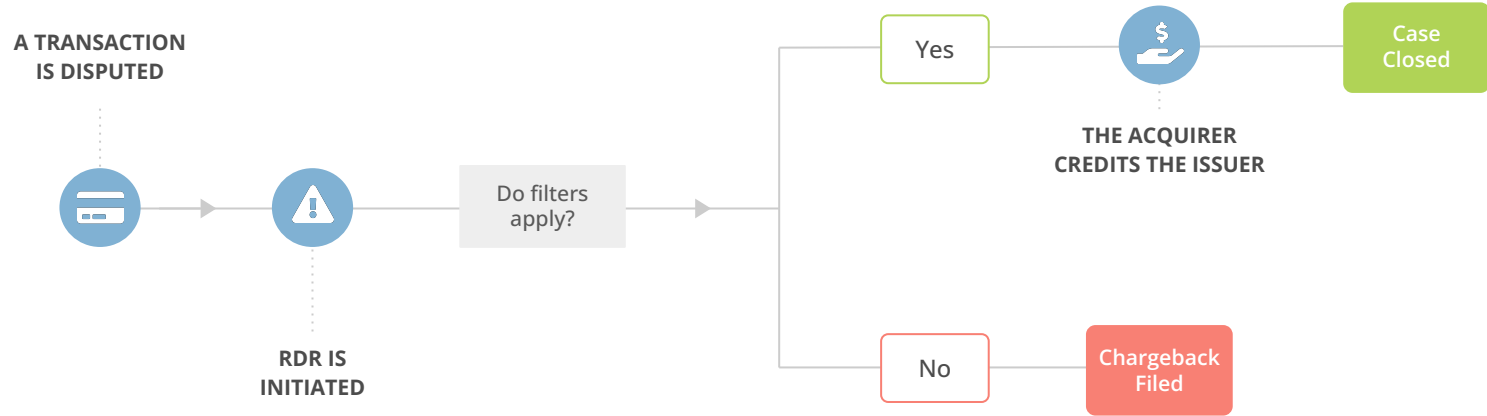 A TRANSACTION
IS DISPUTED
RDR IS
INITIATED
Do filters
apply?
Yes
$
THE ACQUIRER
CREDITS THE ISSUER
Case
Closed
No
Chargeback
Filed